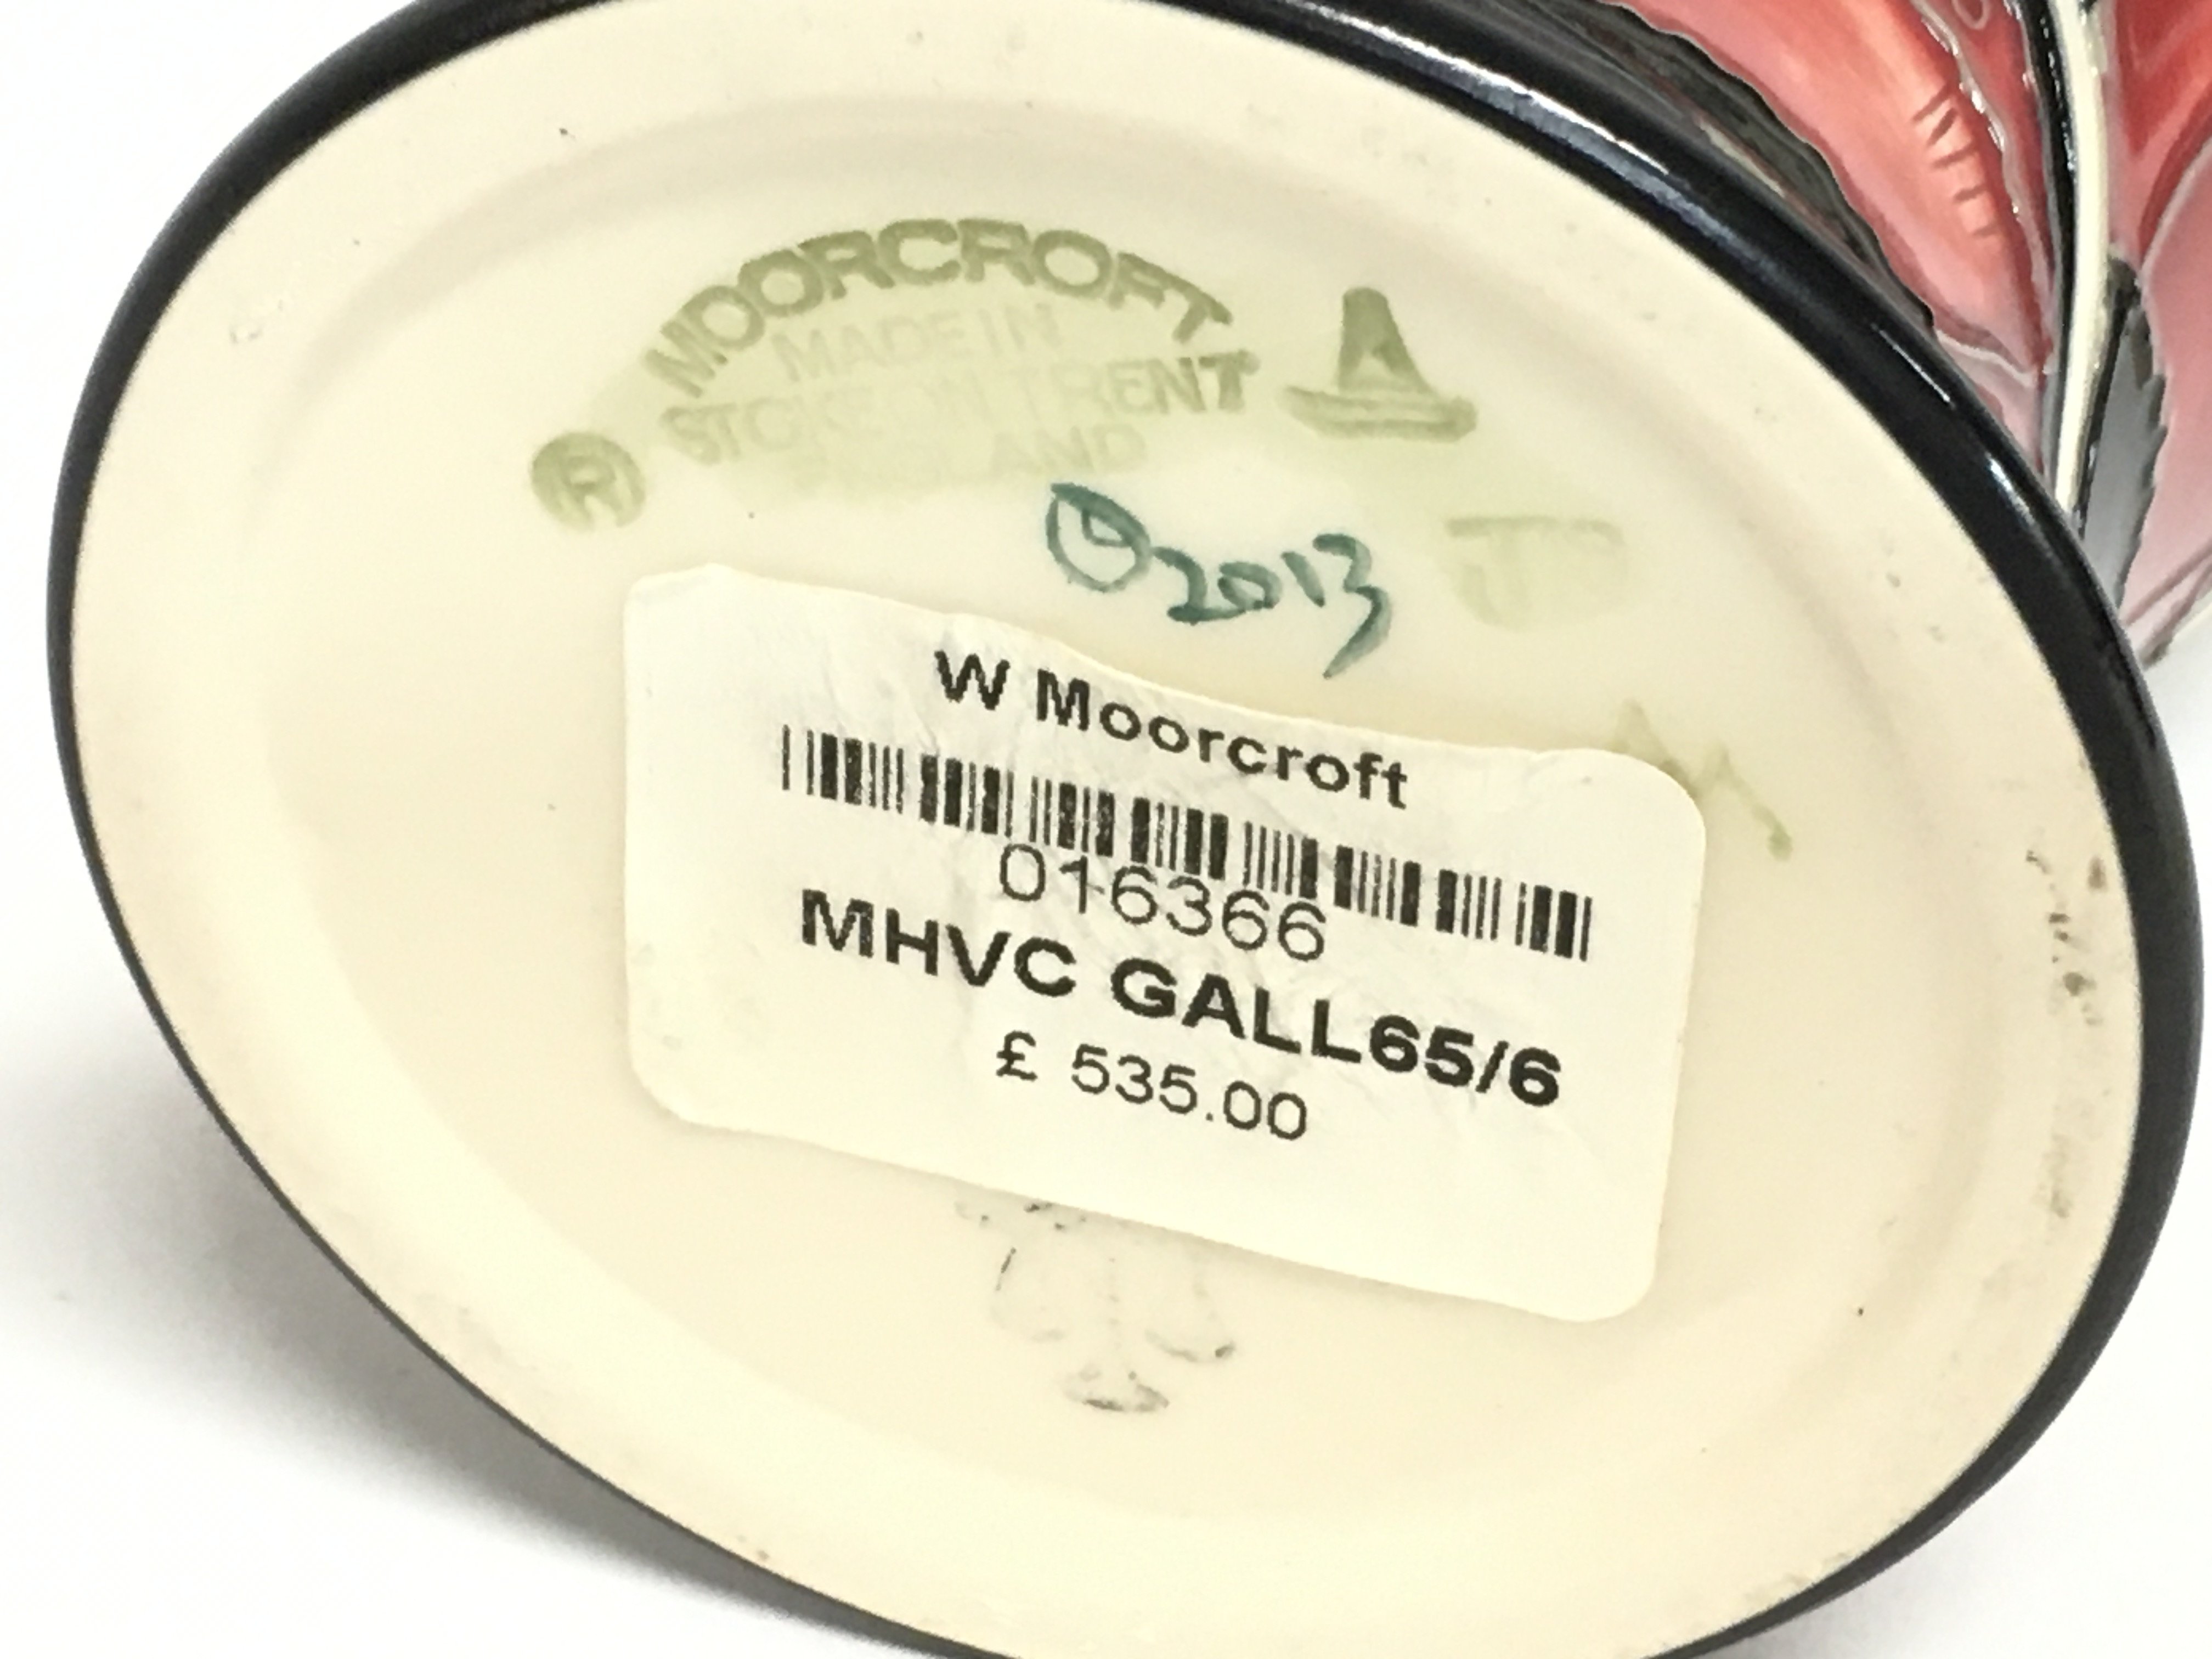 MOORCROFT
MADE IN
STOKE ON TRENT
ENGLAND
®
©2013
W Moorcroft
016366
MHVC GALL65/6
£ 535.00